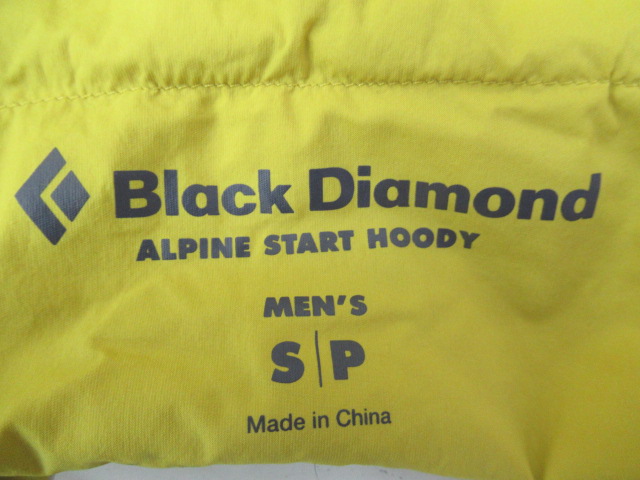 Black Diamond
ALPINE START HOODY
MEN'S
S|P
Made in China